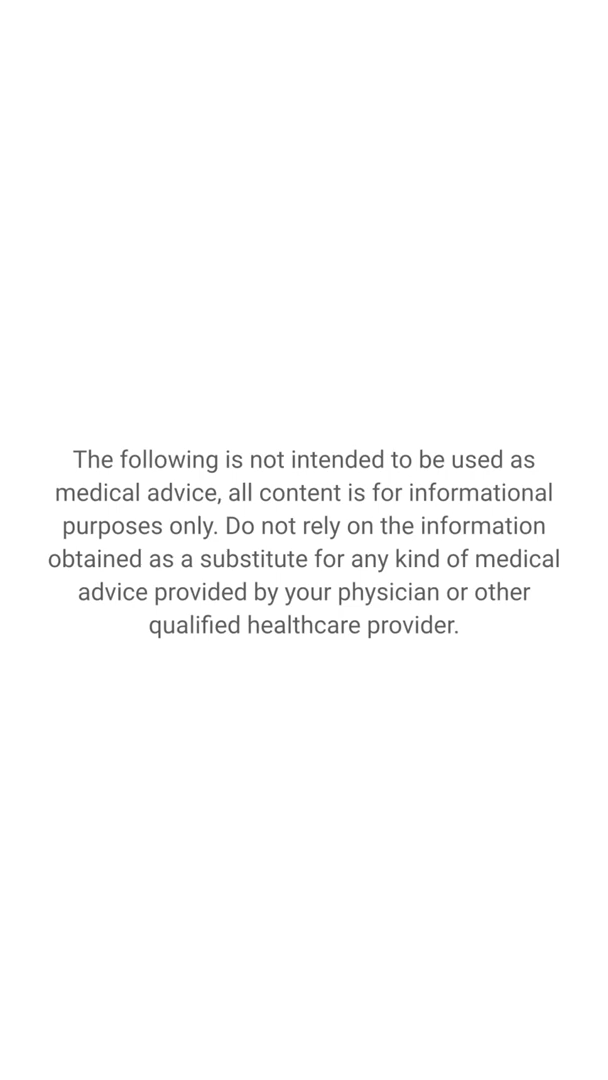 The following is not intended to be used as
medical advice, all content is for informational
purposes only. Do not rely on the information
obtained as a substitute for any kind of medical
advice provided by your physician or other
qualified healthcare provider.